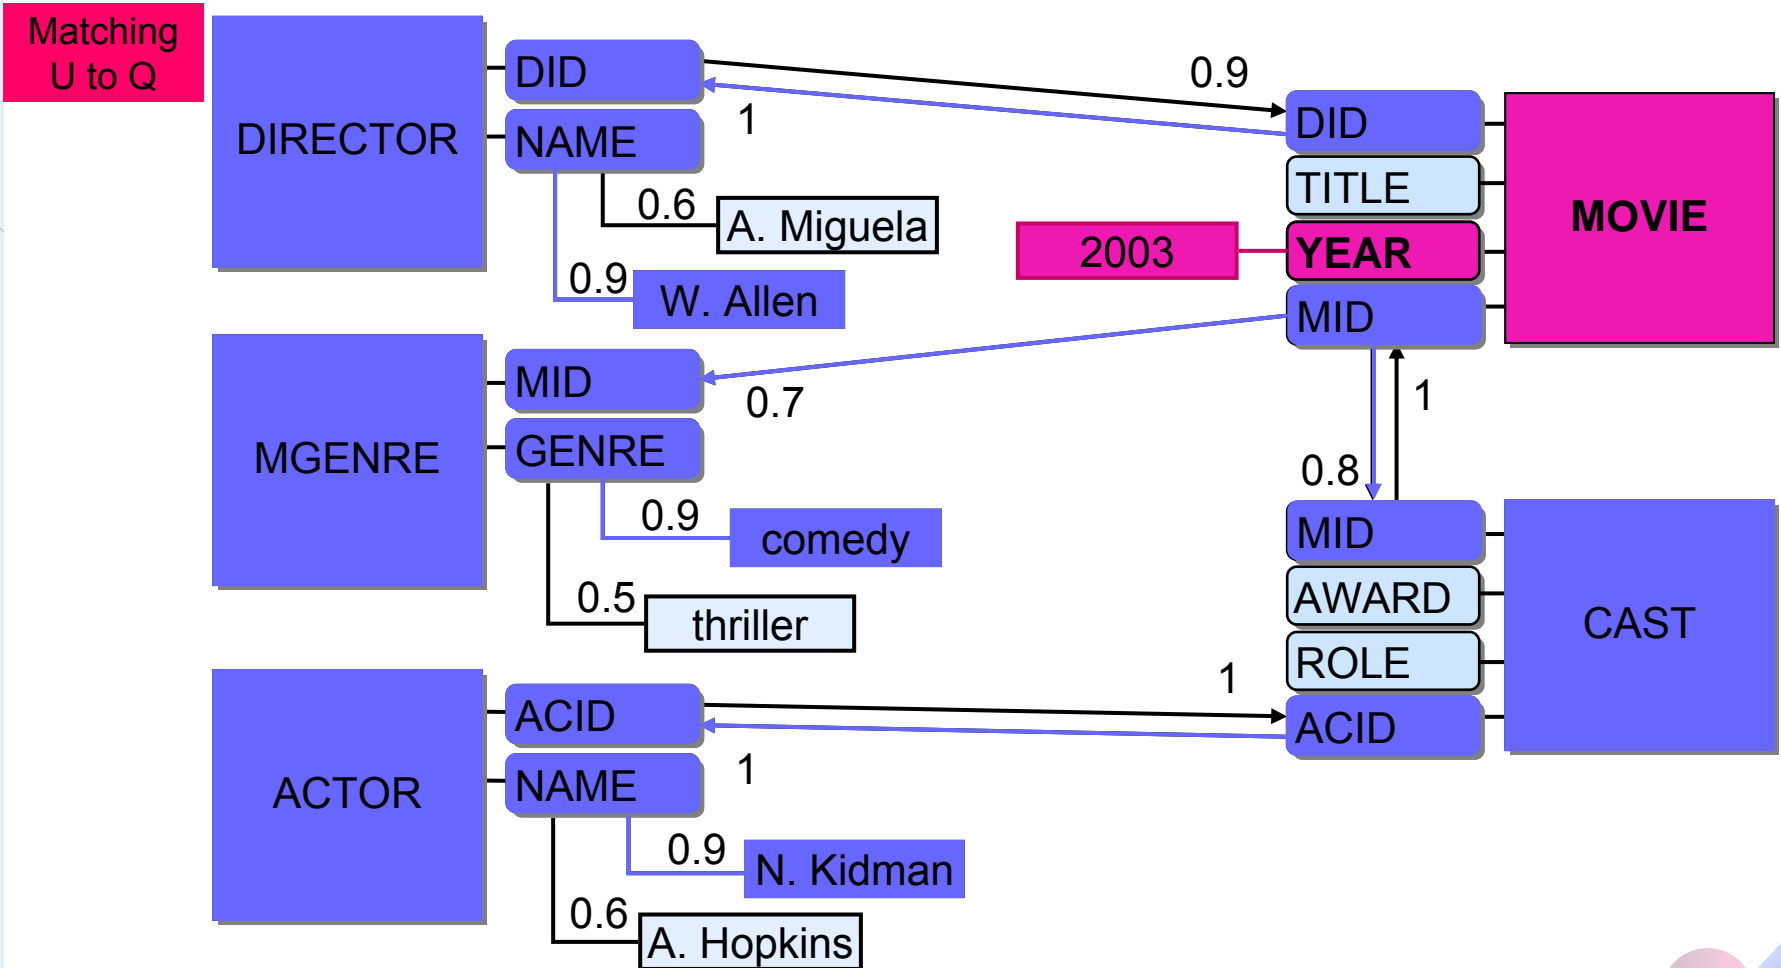 Matching
U to Q
DIRECTOR
DID
NAME
0.6
A. Miguela
0.9
W. Allen
0.9
1
DID
TITLE
2003
YEAR
MID
MOVIE
MGENRE
MID
GENRE
0.7
0.9
comedy
0.5
thriller
1
0.8
MID
AWARD
ROLE
ACID
CAST
ACTOR
ACID
NAME
1
1
0.9
N. Kidman
0.6
A. Hopkins